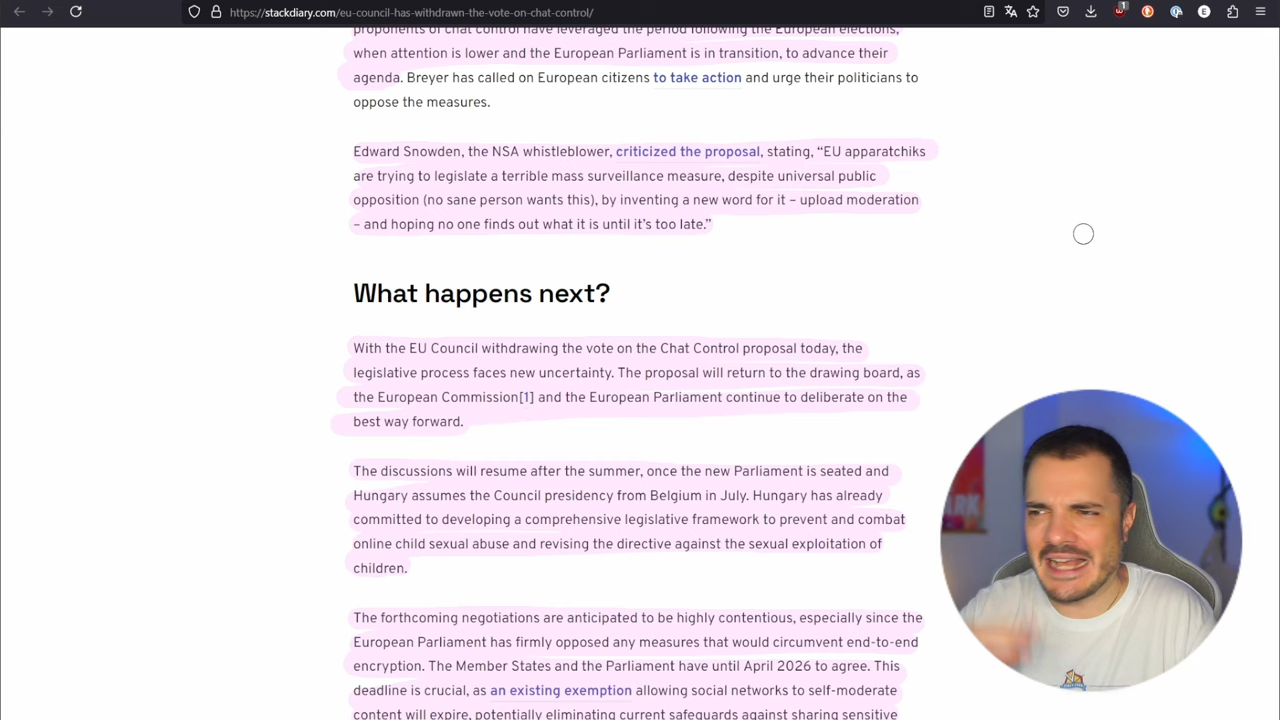 https://stackdiary.com/eu-council-has-withdrawn-the-vote-on-chat-control/
1
E
proponents of chat control have leveraged the period following the European elections,
when attention is lower and the European Parliament is in transition, to advance their
agenda. Breyer has called on European citizens to take action and urge their politicians to
oppose the measures.
Edward Snowden, the NSA whistleblower, criticized the proposal, stating, “EU apparatchiks
are trying to legislate a terrible mass surveillance measure, despite universal public
opposition (no sane person wants this), by inventing a new word for it – upload moderation
– and hoping no one finds out what it is until it’s too late.”
What happens next?
With the EU Council withdrawing the vote on the Chat Control proposal today, the
legislative process faces new uncertainty. The proposal will return to the drawing board, as
the European Commission[1] and the European Parliament continue to deliberate on the
best way forward.
The discussions will resume after the summer, once the new Parliament is seated and
Hungary assumes the Council presidency from Belgium in July. Hungary has already
committed to developing a comprehensive legislative framework to prevent and combat
online child sexual abuse and revising the directive against the sexual exploitation of
children.
The forthcoming negotiations are anticipated to be highly contentious, especially since the
European Parliament has firmly opposed any measures that would circumvent end-to-end
encryption. The Member States and the Parliament have until April 2026 to agree. This
deadline is crucial, as an existing exemption allowing social networks to self-moderate
content will expire, potentially eliminating current safeguards against sharing sensitive